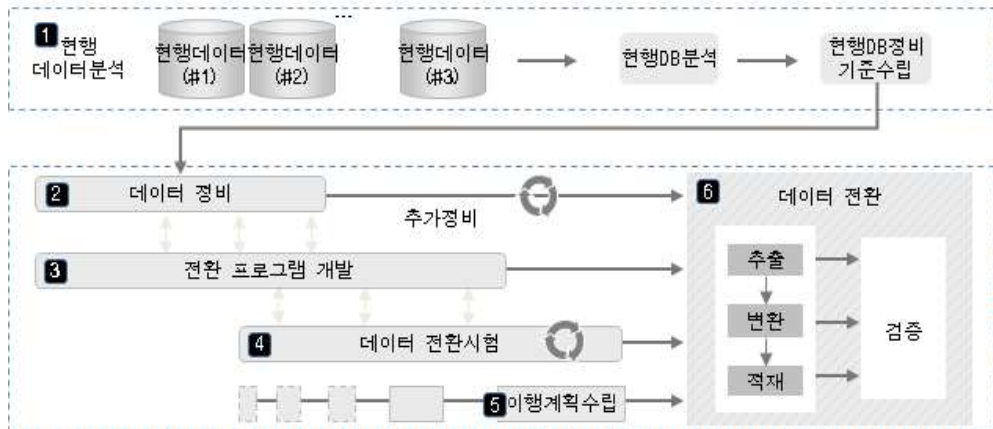 ...
1 현행
데이터분석
현행데이터
(#1)
현행데이터
(#2)
현행데이터
(#3)
현행DB분석
현행DB정비
기준수립
2 데이터 정비
추가정비
3 전환 프로그램 개발
4 데이터 전환시험
5 이행계획수립
6 데이터 전환
추출
변환
적재
검증